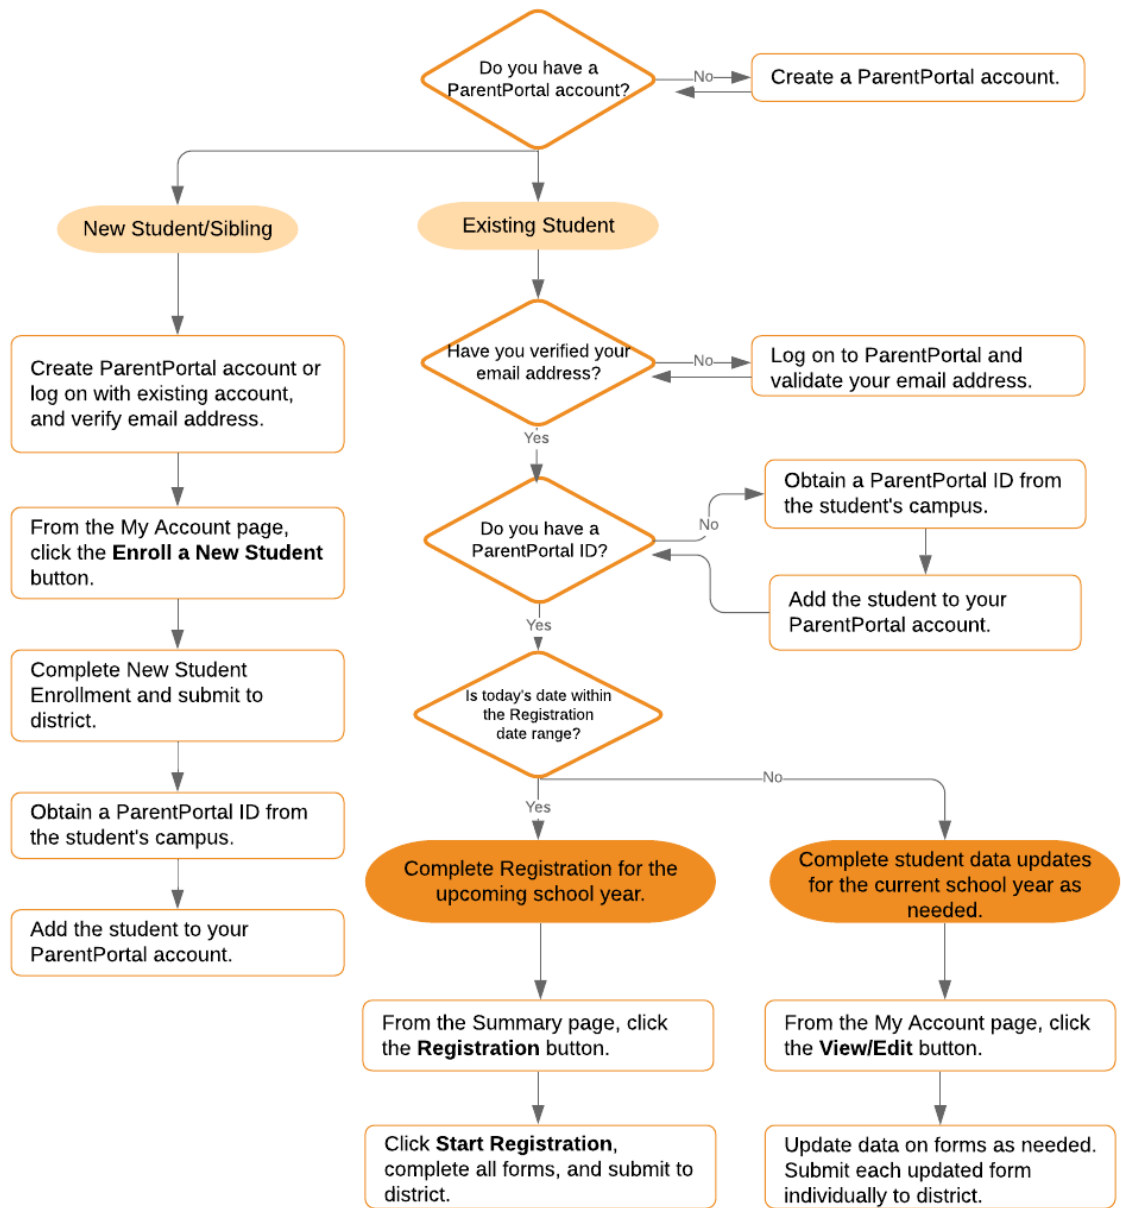 Do you have a
ParentPortal account?
No
Create a ParentPortal account.
New Student/Sibling
Existing Student
Create ParentPortal account or
log on with existing account,
and verify email address.
From the My Account page,
click the Enroll a New Student
button.
Complete New Student
Enrollment and submit to
district.
Obtain a ParentPortal ID from
the student's campus.
Add the student to your
ParentPortal account.
Have you verified your
email address?
No
Log on to ParentPortal and
validate your email address.
Yes
Do you have a
ParentPortal ID?
No
Obtain a ParentPortal ID from
the student's campus.
Add the student to your
ParentPortal account.
Yes
Is today's date within
the Registration
date range?
Yes
No
Complete Registration for the
upcoming school year.
From the Summary page, click
the Registration button.
Click Start Registration,
complete all forms, and submit to
district.
Complete student data updates
for the current school year as
needed.
From the My Account page, click
the View/Edit button.
Update data on forms as needed.
Submit each updated form
individually to district.